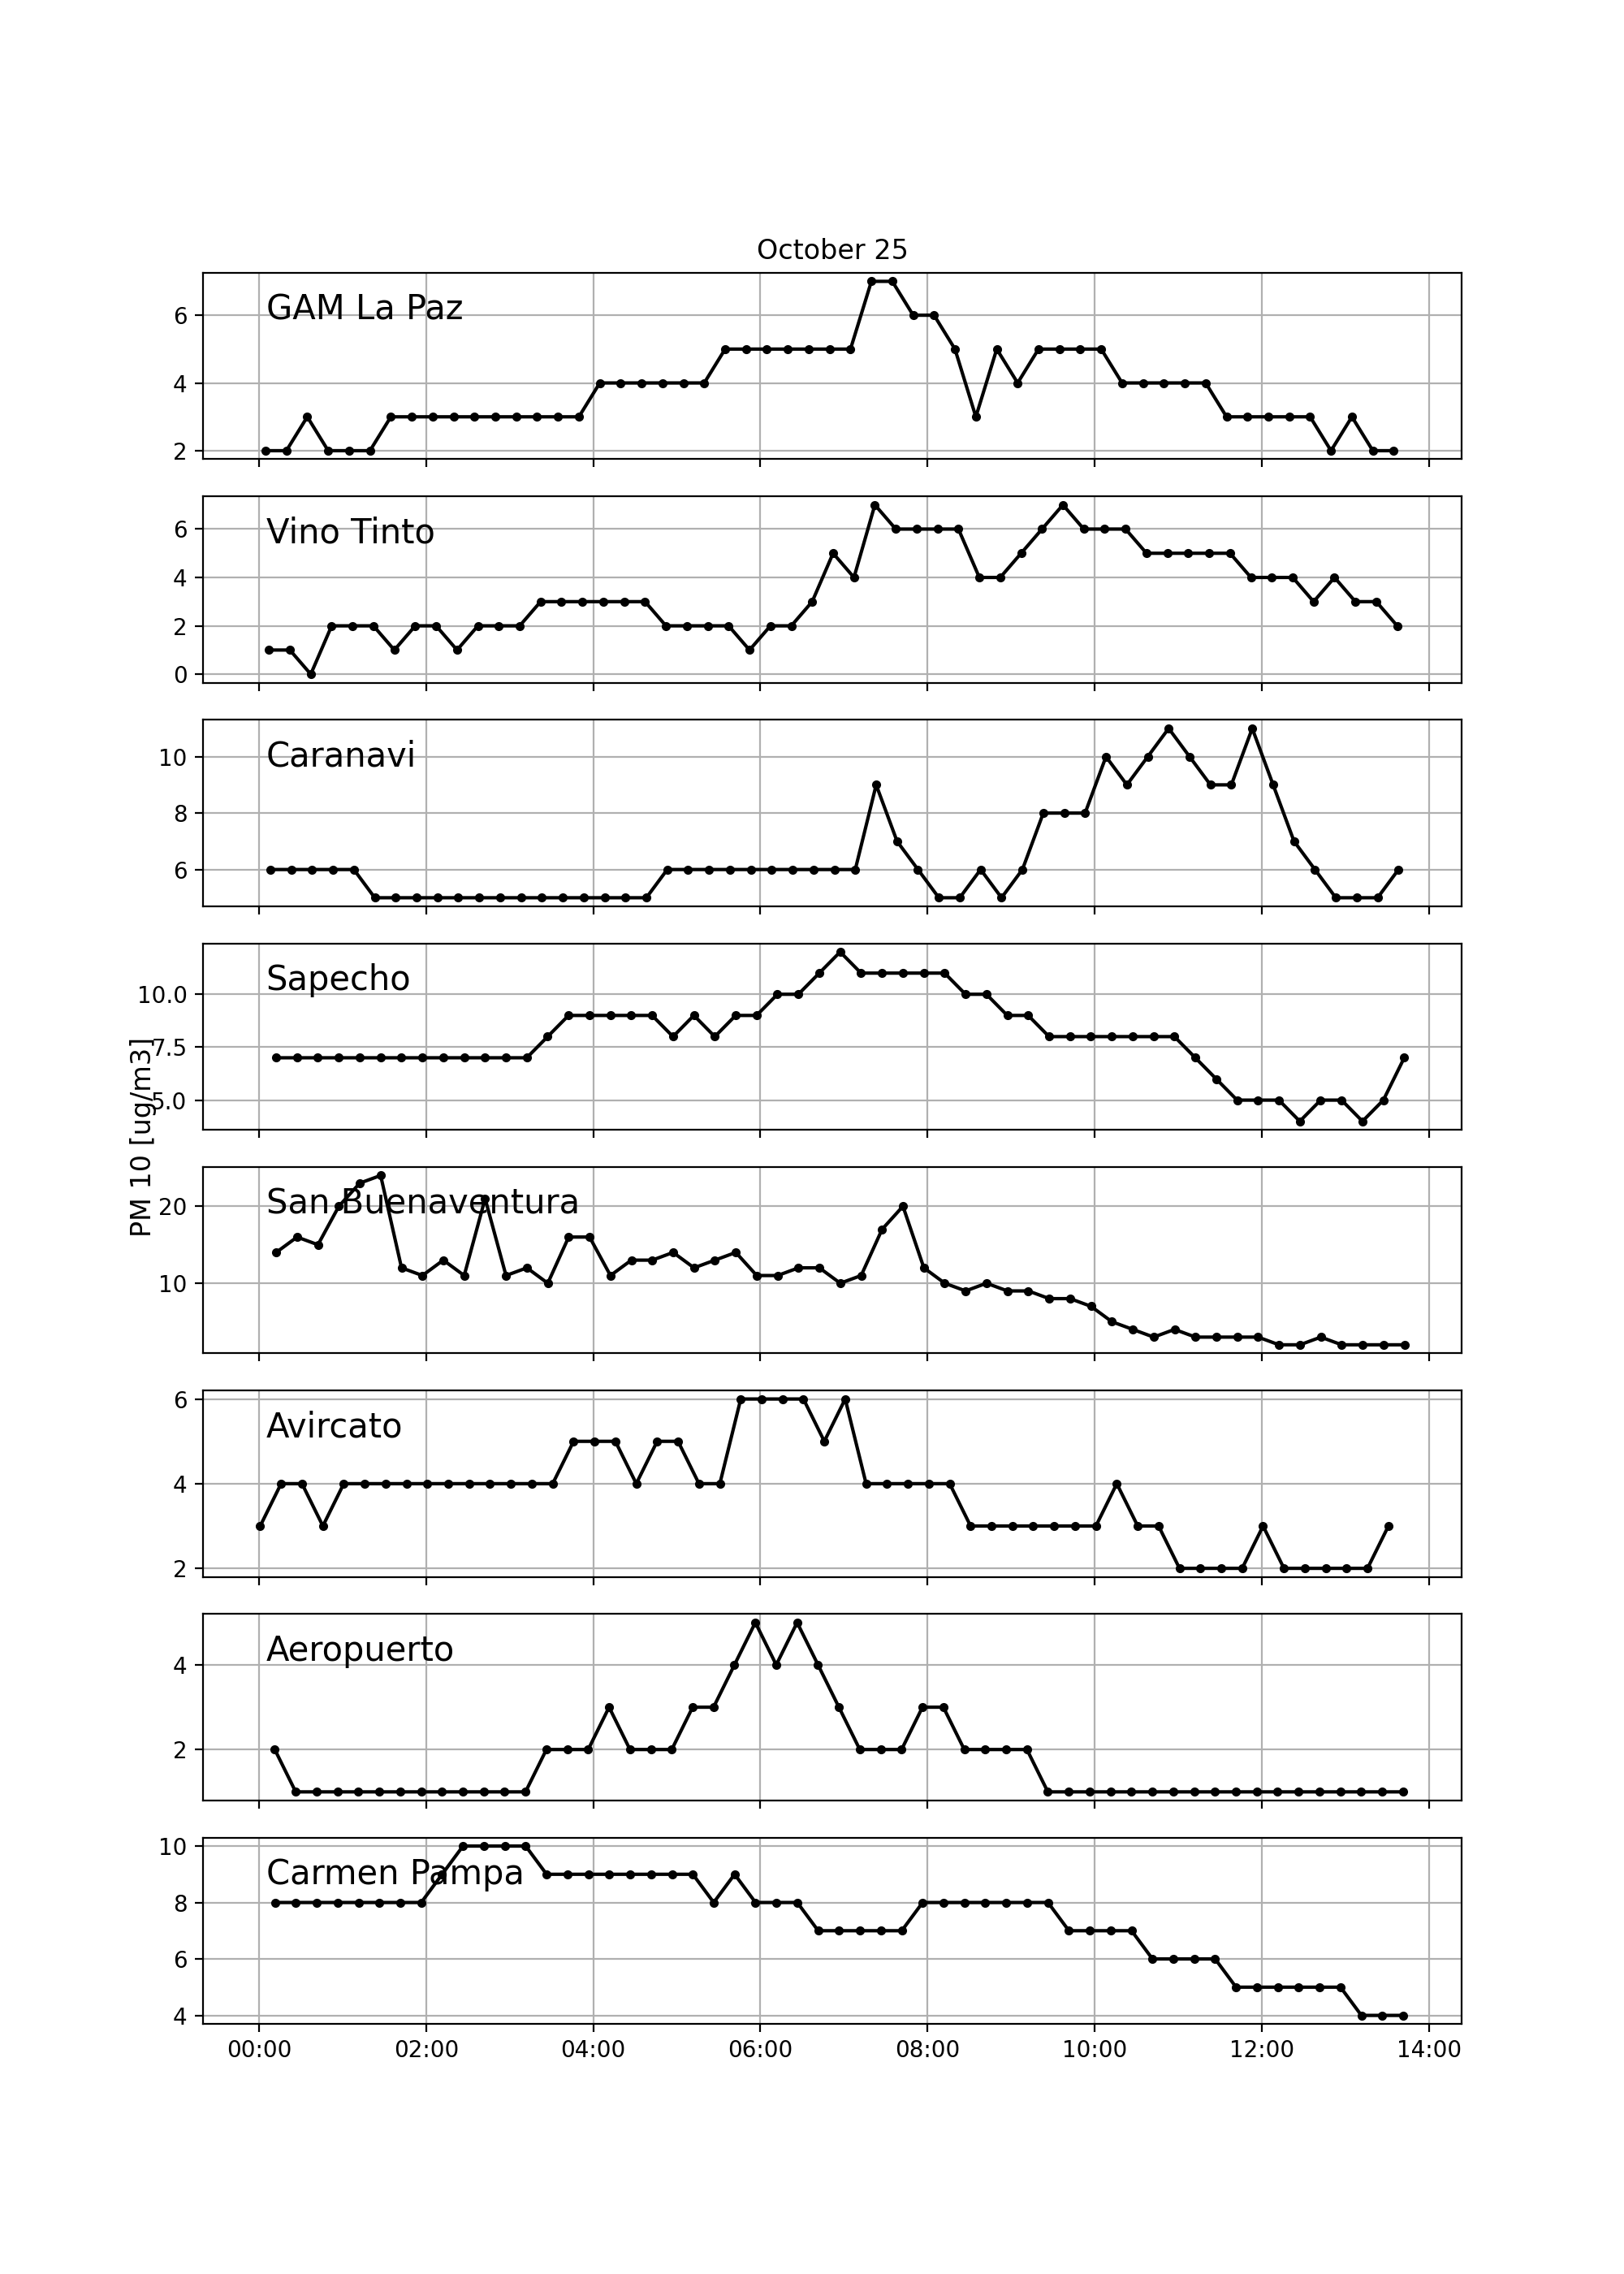 October 25
GAM La Paz
6
4
2
Vino Tinto
6
4
2
0
Caranavi
10
8
6
Sapecho
10.0
7.5
5.0
PM 10 [ug/m3]
San Buenaventura
20
10
Avircato
6
4
2
Aeropuerto
4
2
Carmen Pampa
10
8
6
4
00:00 02:00 04:00 06:00 08:00 10:00 12:00 14:00